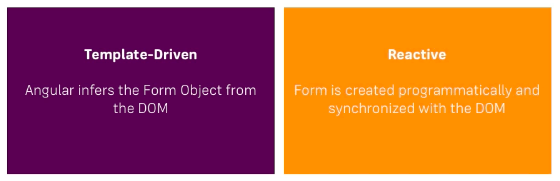 Template-Driven
Angular infers the Form Object from
the DOM
Reactive
Form is created programmatically and
synchronized with the DOM